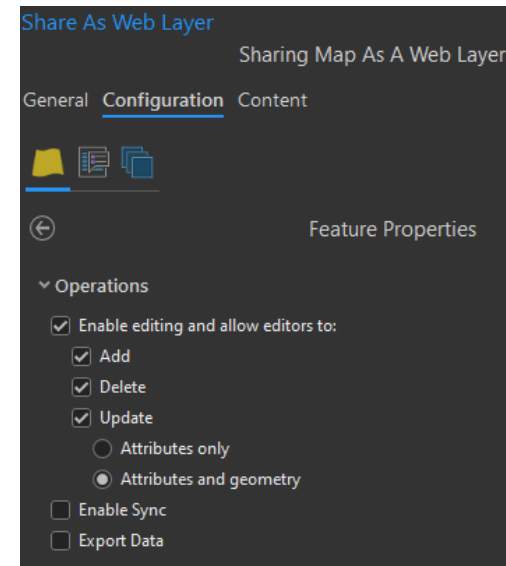 Share As Web Layer
Sharing Map As A Web Layer
General Configuration Content
Feature Properties
Operations
Enable editing and allow editors to:
Add
Delete
Update
Attributes only
Attributes and geometry
Enable Sync
Export Data